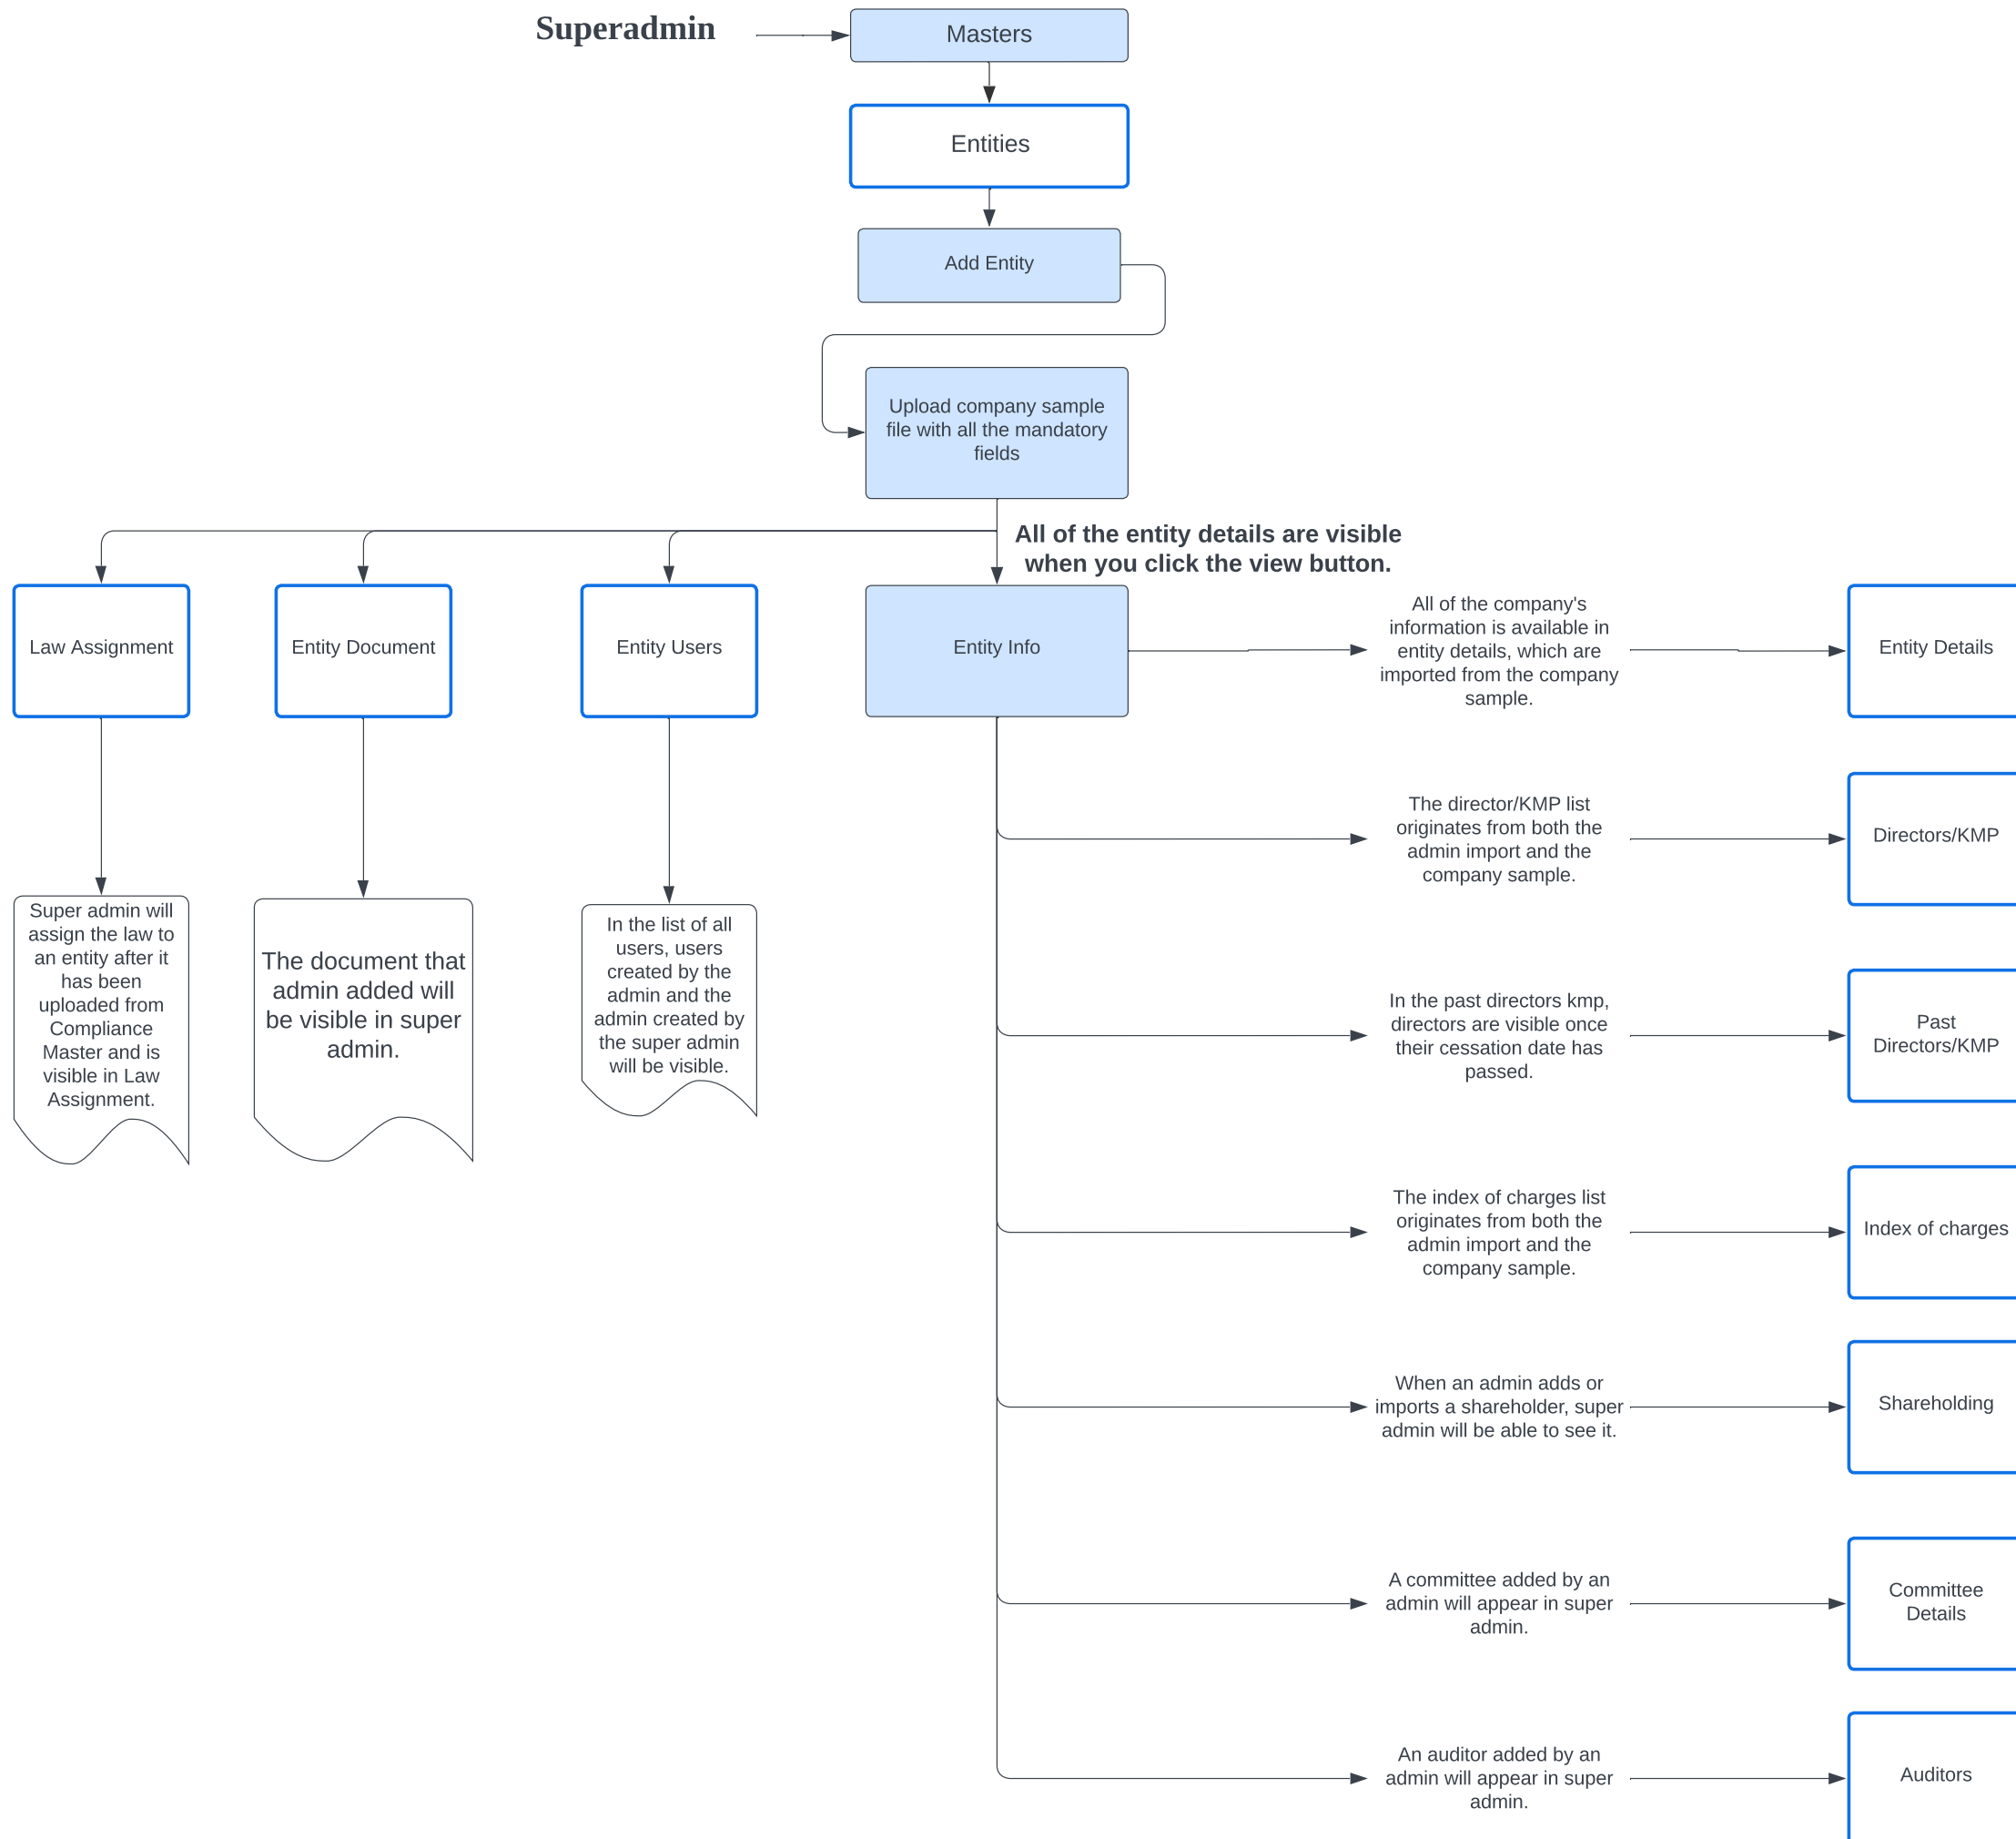 Superadmin
Masters
Entities
Add Entity
Upload company sample
file with all the mandatory
fields
All of the entity details are visible
when you click the view button.
Law Assignment
Entity Document
Entity Users
Entity Info
All of the company's
information is available in
entity details, which are
imported from the company
sample.
Entity Details
The director/KMP list
originates from both the
admin import and the
company sample.
Directors/KMP
Super admin will
assign the law to
an entity after it
has been
uploaded from
Compliance
Master and is
visible in Law
Assignment.
The document that
admin added will
be visible in super
admin.
In the list of all
users, users
created by the
admin and the
admin created by
the super admin
will be visible.
In the past directors kmp,
directors are visible once
their cessation date has
passed.
Past
Directors/KMP
The index of charges list
originates from both the
admin import and the
company sample.
Index of charges
When an admin adds or
imports a shareholder, super
admin will be able to see it.
Shareholding
A committee added by an
admin will appear in super
admin.
Committee
Details
An auditor added by an
admin will appear in super
admin.
Auditors